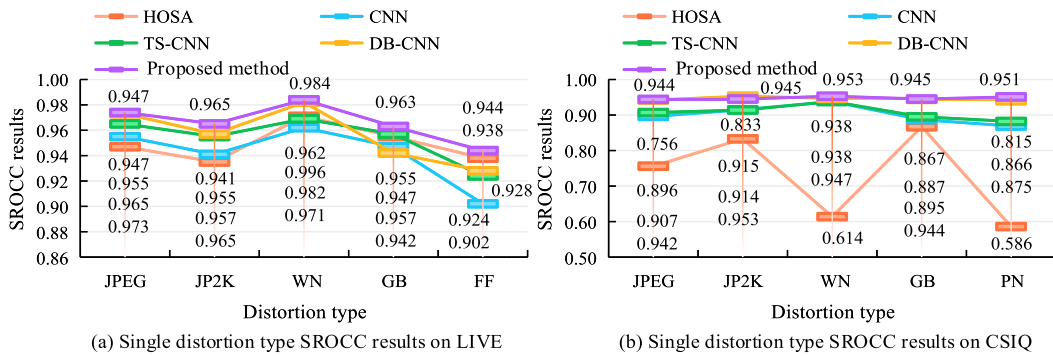 HOSA CNN
TS-CNN DB-CNN
Proposed method
SROCC results
1.00
0.98
0.96
0.94
0.92
0.90
0.88
0.86
0.947 0.965 0.984 0.963 0.944
0.938
0.947 0.941 0.962 0.955 0.928
0.955 0.955 0.996 0.947 0.924
0.965 0.957 0.982 0.957 0.902
0.973 0.965 0.971 0.942
JPEG JP2K WN GB FF
Distortion type
(a) Single distortion type SROCC results on LIVE
HOSA CNN
TS-CNN DB-CNN
Proposed method
SROCC results
1.00
0.90
0.80
0.70
0.60
0.50
0.944 0.945 0.953 0.945 0.951
0.756 0.833 0.938 0.867 0.815
0.896 0.915 0.938 0.887 0.866
0.907 0.914 0.947 0.895 0.875
0.942 0.953 0.614 0.944 0.586
JPEG JP2K WN GB PN
Distortion type
(b) Single distortion type SROCC results on CSIQ